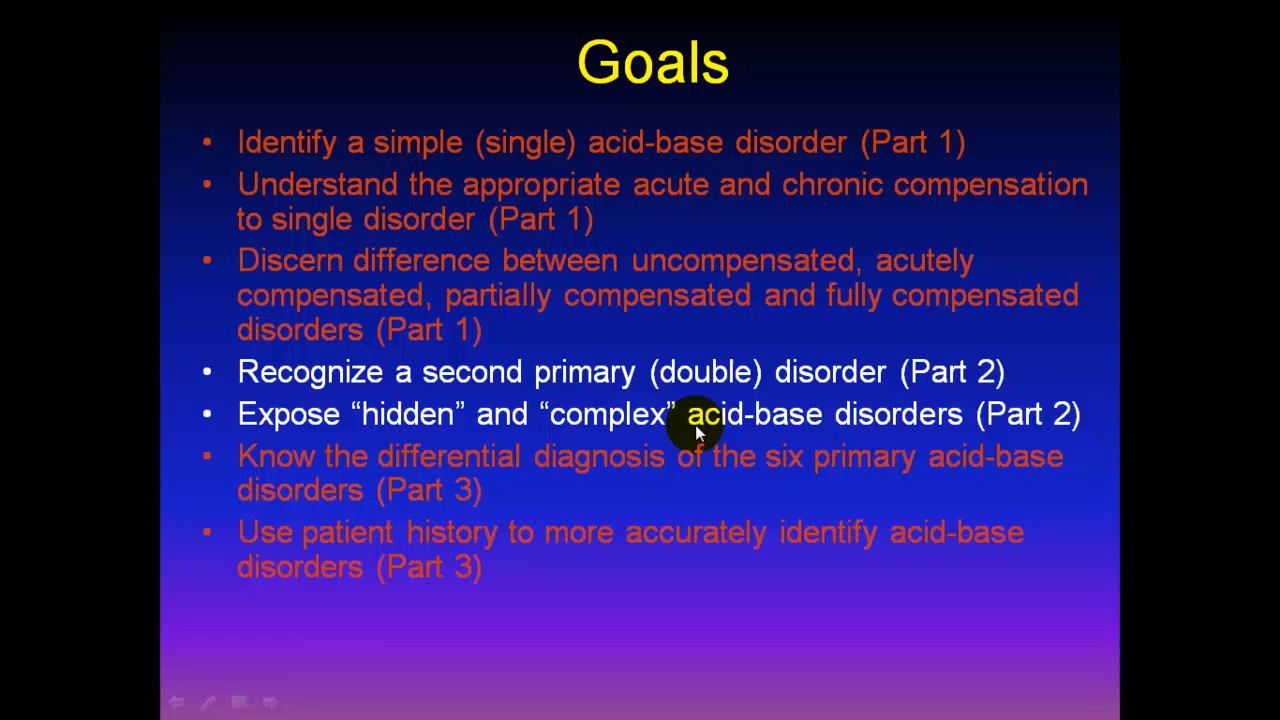 Goals
• Identify a simple (single) acid-base disorder (Part 1)
• Understand the appropriate acute and chronic compensation
to single disorder (Part 1)
• Discern difference between uncompensated, acutely
compensated, partially compensated and fully compensated
disorders (Part 1)
• Recognize a second primary (double) disorder (Part 2)
• Expose “hidden” and “complex” acid-base disorders (Part 2)
• Know the differential diagnosis of the six primary acid-base
disorders (Part 3)
• Use patient history to more accurately identify acid-base
disorders (Part 3)